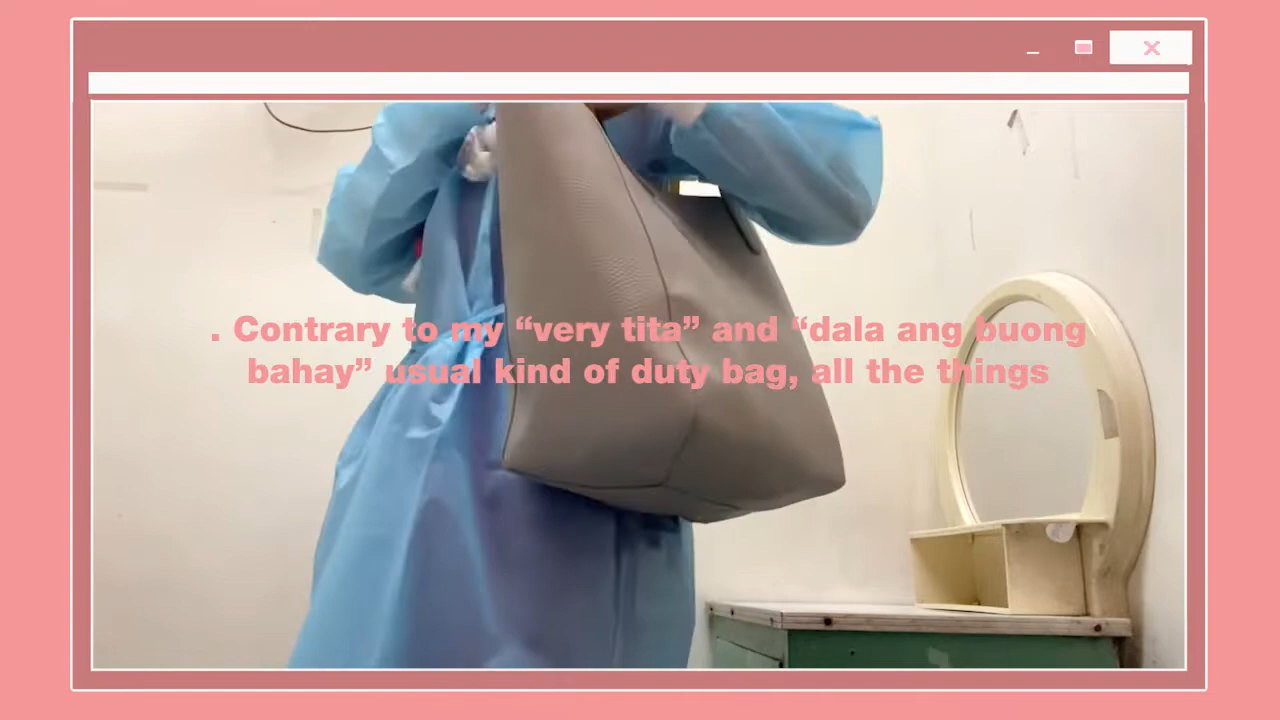 . Contrary to my “very tita” and “dala ang buong
bahay” usual kind of duty bag, all the things